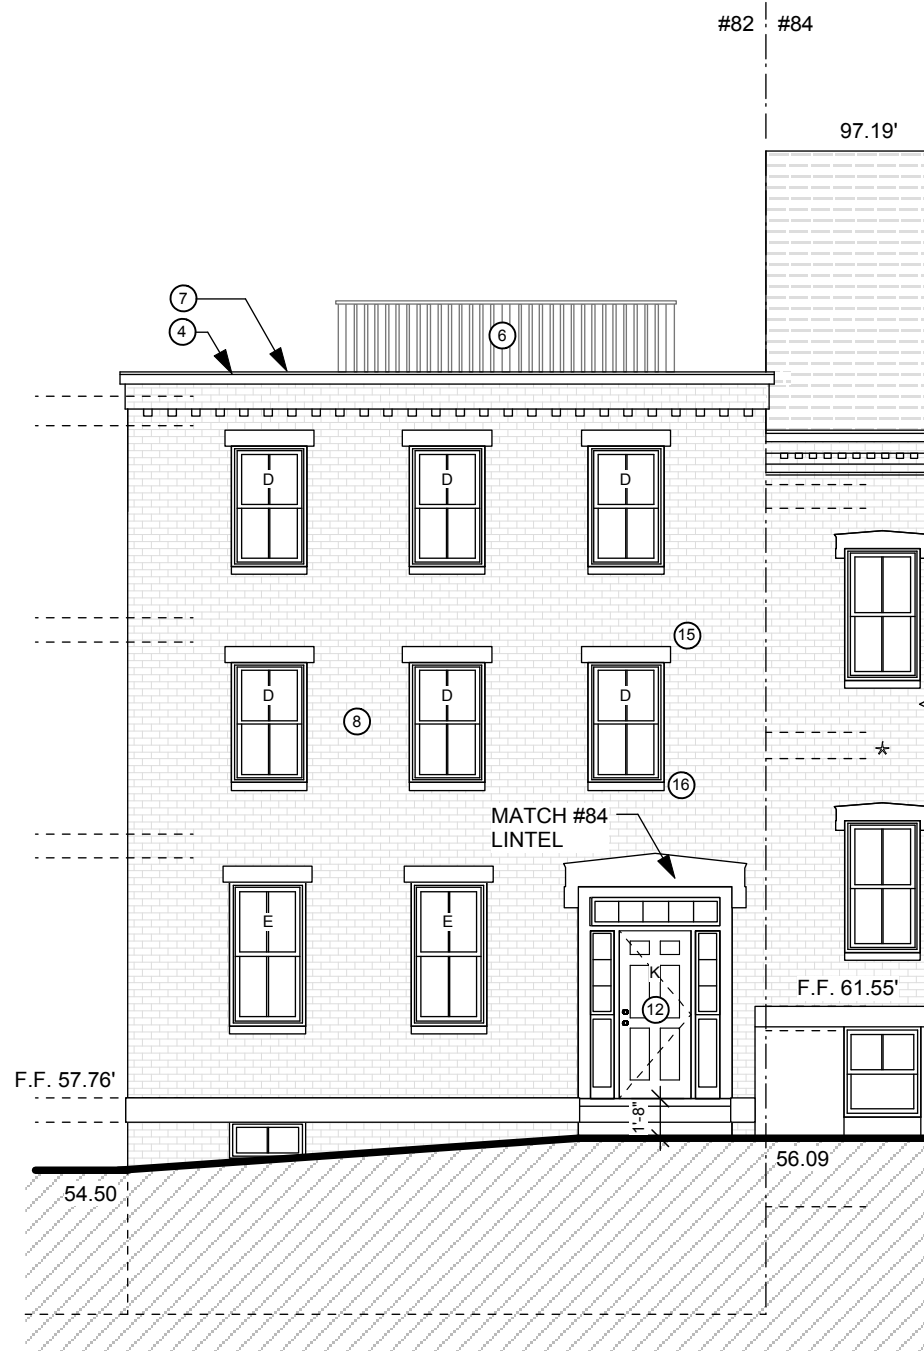 #82 #84
97.19'
7
4
6
D D D
15
D D D
8
16
MATCH #84
LINTEL
E E
K
12
F.F. 61.55'
F.F. 57.76'
1'-8"
56.09
54.50